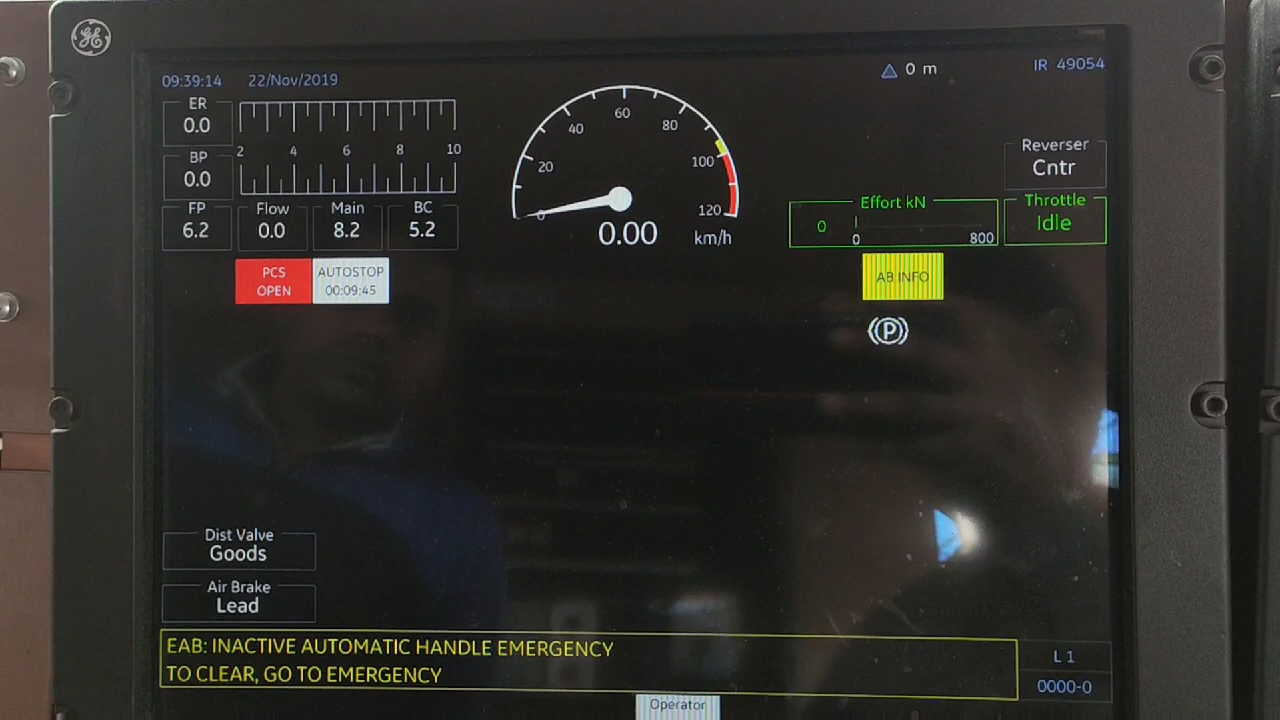 GE
09:39:14 22/Nov/2019
0 m
IR 49054
ER
0.0
2 4 6 8 10
BP
0.0
FP
6.2
Flow
0.0
Main
8.2
BC
5.2
0 20 40 60 80 100 120
0.00
km/h
Reverser
Cntr
Effort kN
0
0 800
Throttle
Idle
PCS
OPEN
AUTOSTOP
00:09:45
AB INFO
P
Dist Valve
Goods
Air Brake
Lead
EAB: INACTIVE AUTOMATIC HANDLE EMERGENCY
TO CLEAR, GO TO EMERGENCY
L 1
0000-0
Operator